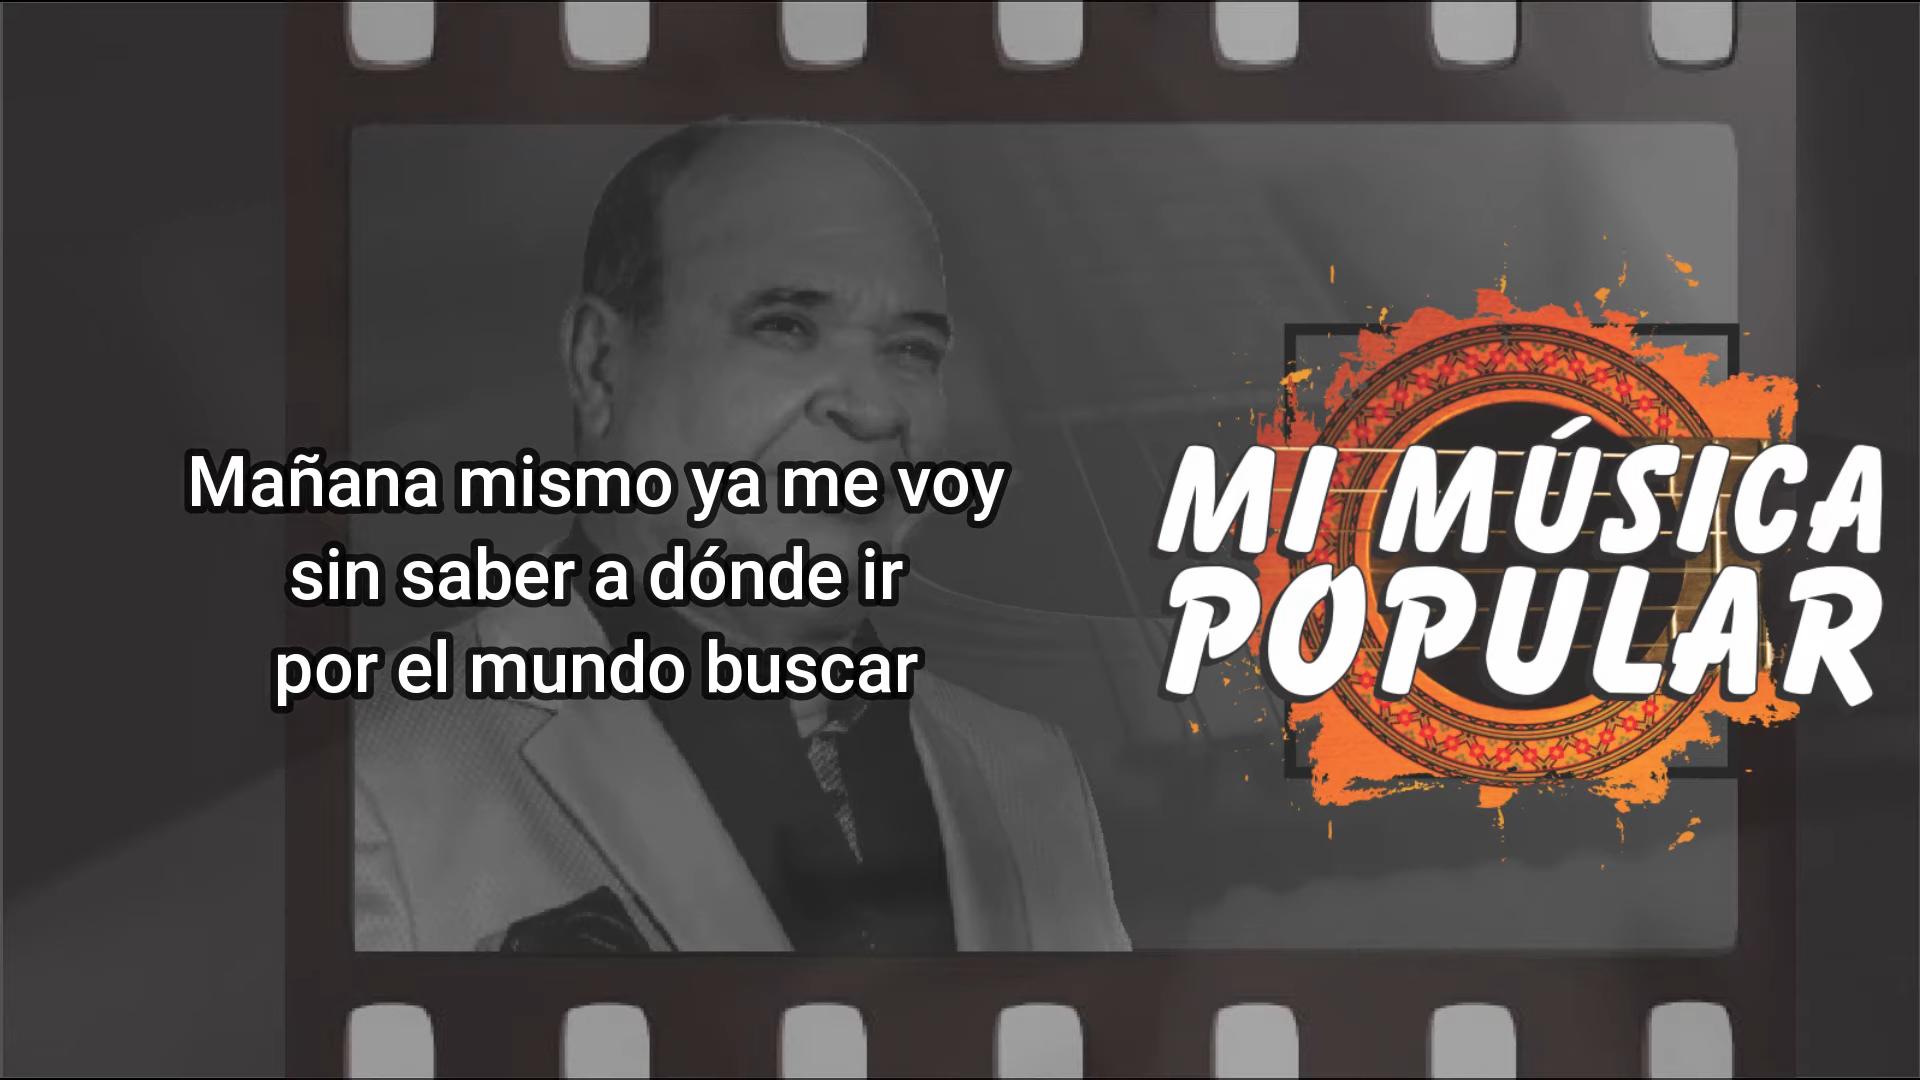 Mañana mismo ya me voy
sin saber a dónde ir
por el mundo buscar
MI MÚSICA
POPULAR